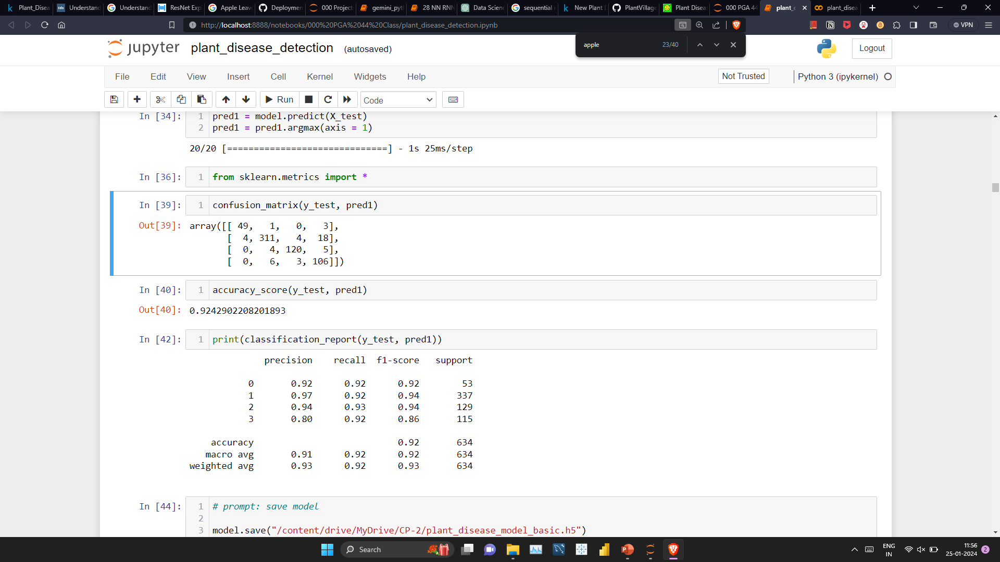 Plant_Disea
Understand
Understand
ResNet Exp
Apple Leav
Deploymen
000 Project
gemini_pyt
28 NN RNN
Data Scienc
sequential
New Plant
PlantVillage
Plant Disea
000 PGA 44
plant_
plant_disea
http://localhost:8888/notebooks/000%20PGA%2044%20Class/plant_disease_detection.ipynb
VPN
apple 23/40
jupyter plant_disease_detection (autosaved)
Logout
File Edit View Insert Cell Kernel Widgets Help
Not Trusted Python 3 (ipykernel)
Run Code
In [34]: 1 pred1 = model.predict(X_test)
2 pred1 = pred1.argmax(axis = 1)
20/20 [==============================] - 1s 25ms/step
In [36]: 1 from sklearn.metrics import *
In [39]: 1 confusion_matrix(y_test, pred1)
Out[39]: array([[ 49, 1, 0, 3],
[ 4, 311, 4, 18],
[ 0, 4, 120, 5],
[ 0, 6, 3, 106]])
In [40]: 1 accuracy_score(y_test, pred1)
Out[40]: 0.9242902208201893
In [42]: 1 print(classification_report(y_test, pred1))
precision recall f1-score support
0 0.92 0.92 0.92 53
1 0.97 0.92 0.94 337
2 0.94 0.93 0.94 129
3 0.80 0.92 0.86 115
accuracy 0.92 634
macro avg 0.91 0.92 0.92 634
weighted avg 0.93 0.92 0.93 634
In [44]: 1 # prompt: save model
2
3 model.save("/content/drive/MyDrive/CP-2/plant_disease_model_basic.h5")
Search
ENG
IN
11:56
25-01-2024
2